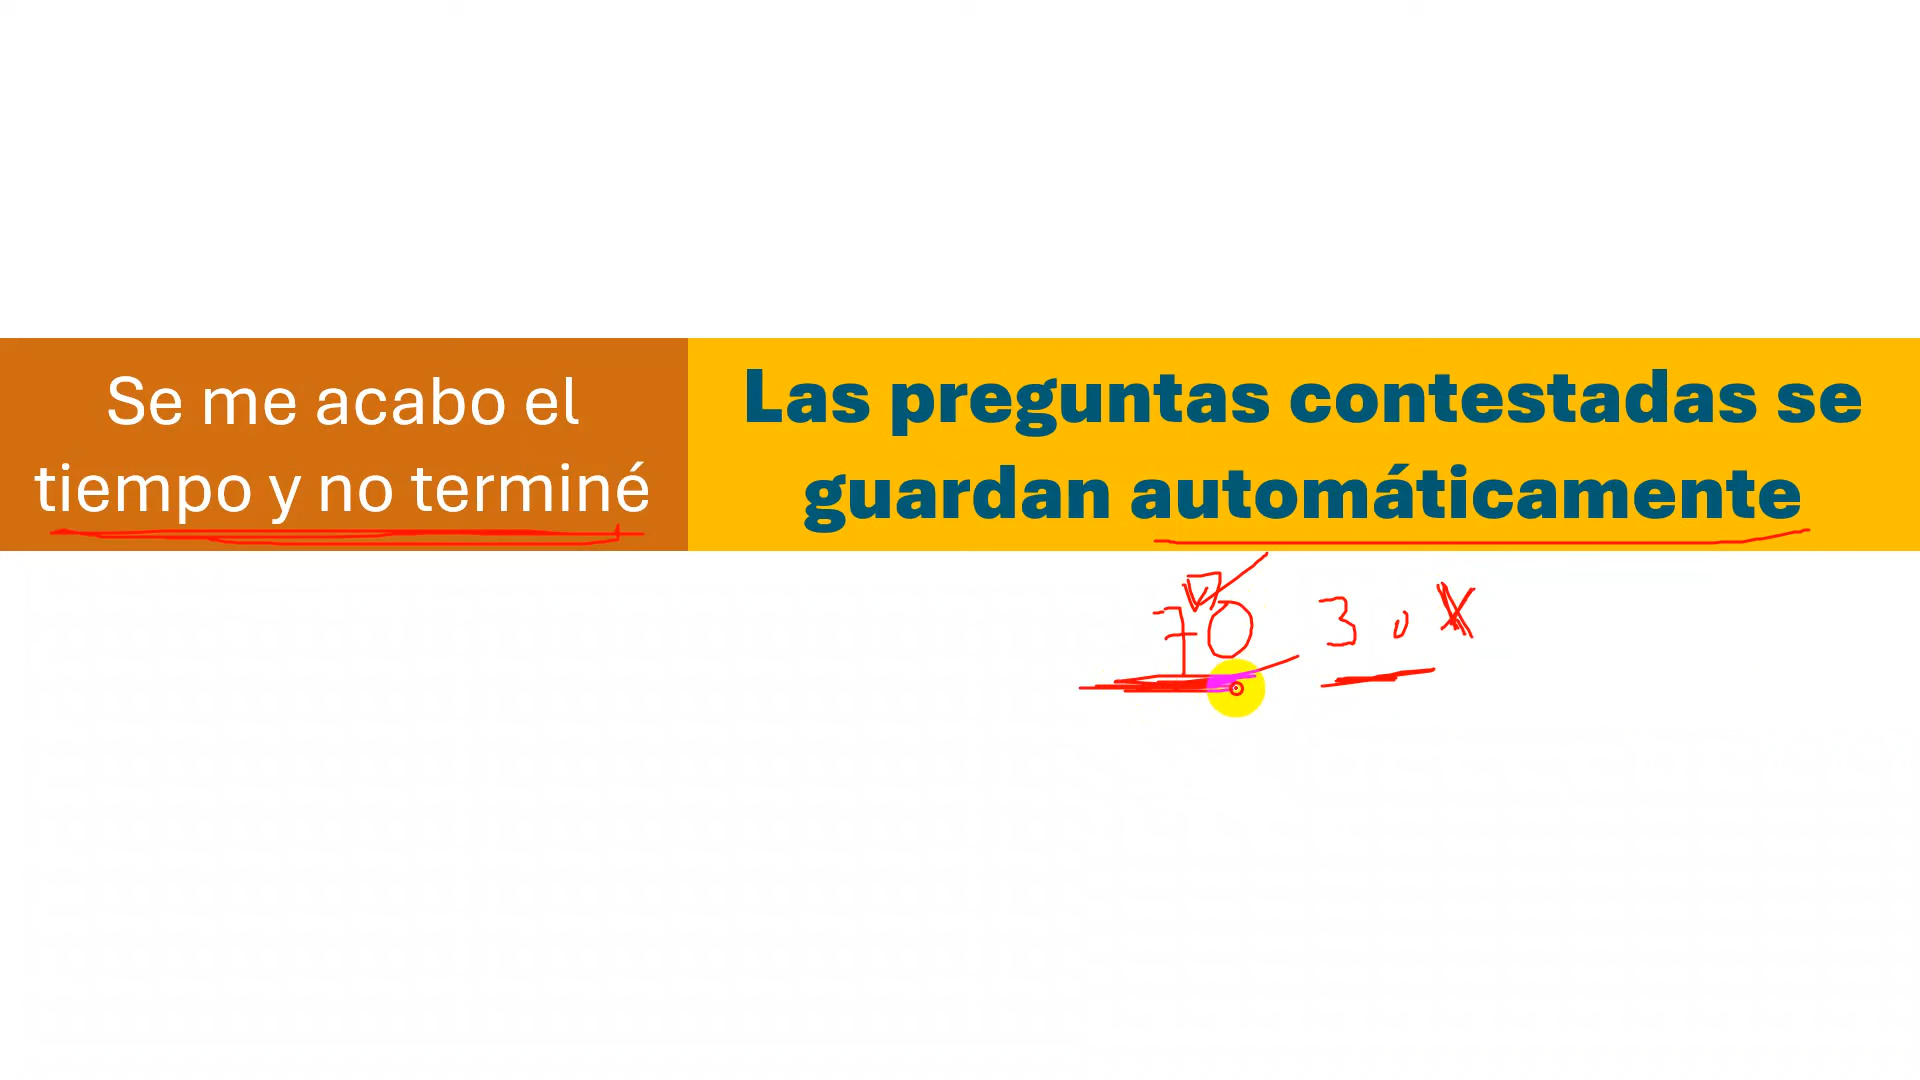 Se me acabo el
tiempo y no terminé
Las preguntas contestadas se
guardan automáticamente
70 30 X